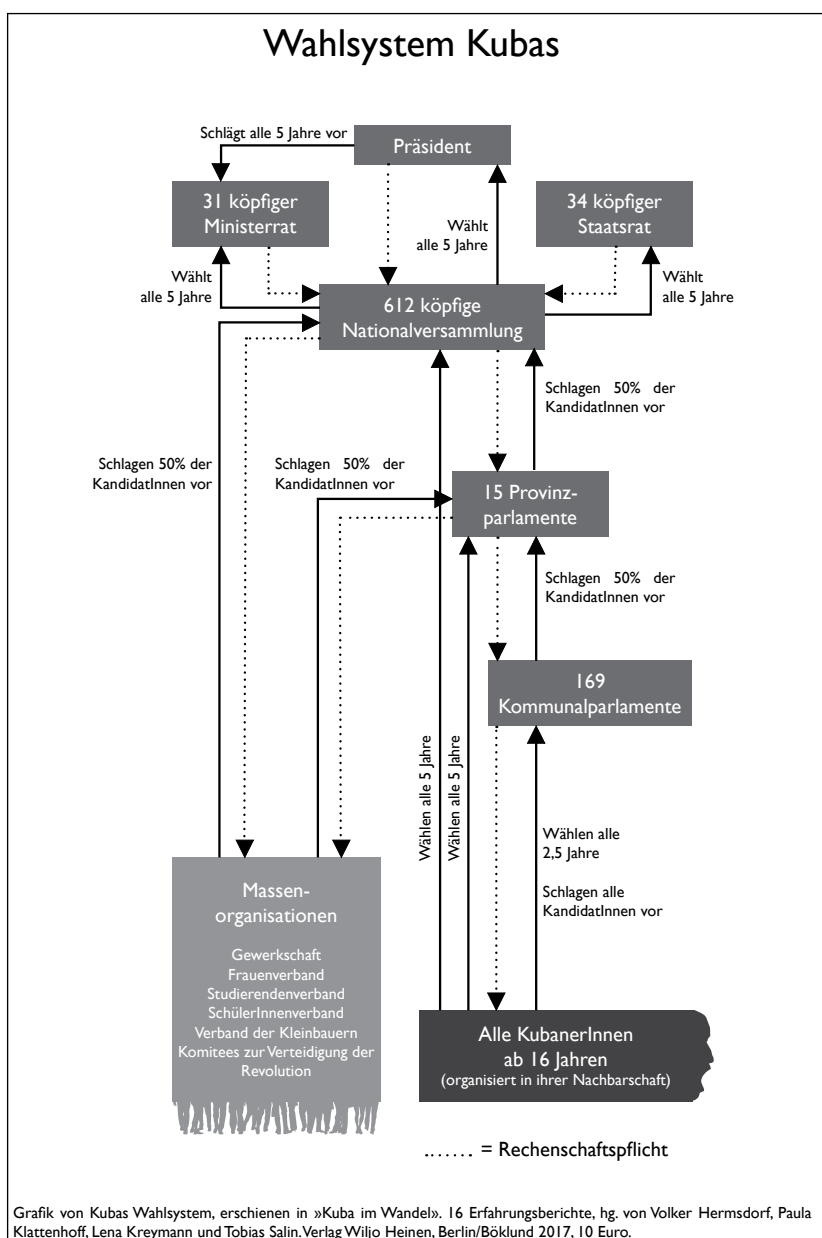 Wahlsystem Kubas
Schlägt alle 5 Jahre vor
Präsident
31 köpfiger
Ministerrat
34 köpfiger
Staatsrat
Wählt
alle 5 Jahre
Wählt
alle 5 Jahre
Wählt
alle 5 Jahre
612 köpfige
Nationalversammlung
Schlagen 50% der
KandidatInnen vor
Schlagen 50% der
KandidatInnen vor
Schlagen 50% der
KandidatInnen vor
15 Provinz-
parlamente
Schlagen 50% der
KandidatInnen vor
169
Kommunalparlamente
Wählen alle 5 Jahre
Wählen alle 5 Jahre
Wählen alle
2,5 Jahre
Schlagen alle
KandidatInnen vor
Massen-
organisationen
Gewerkschaft
Frauenverband
Studierendenverband
SchülerInnenverband
Verband der Kleinbauern
Komitees zur Verteidigung der
Revolution
Alle KubanerInnen
ab 16 Jahren
(organisiert in ihrer Nachbarschaft)
....... = Rechenschaftspflicht
Grafik von Kubas Wahlsystem, erschienen in »Kuba im Wandel». 16 Erfahrungsberichte, hg. von Volker Hermsdorf, Paula
Klattenhoff, Lena Kreymann und Tobias Salin. Verlag Wiljo Heinen, Berlin/Böklund 2017, 10 Euro.